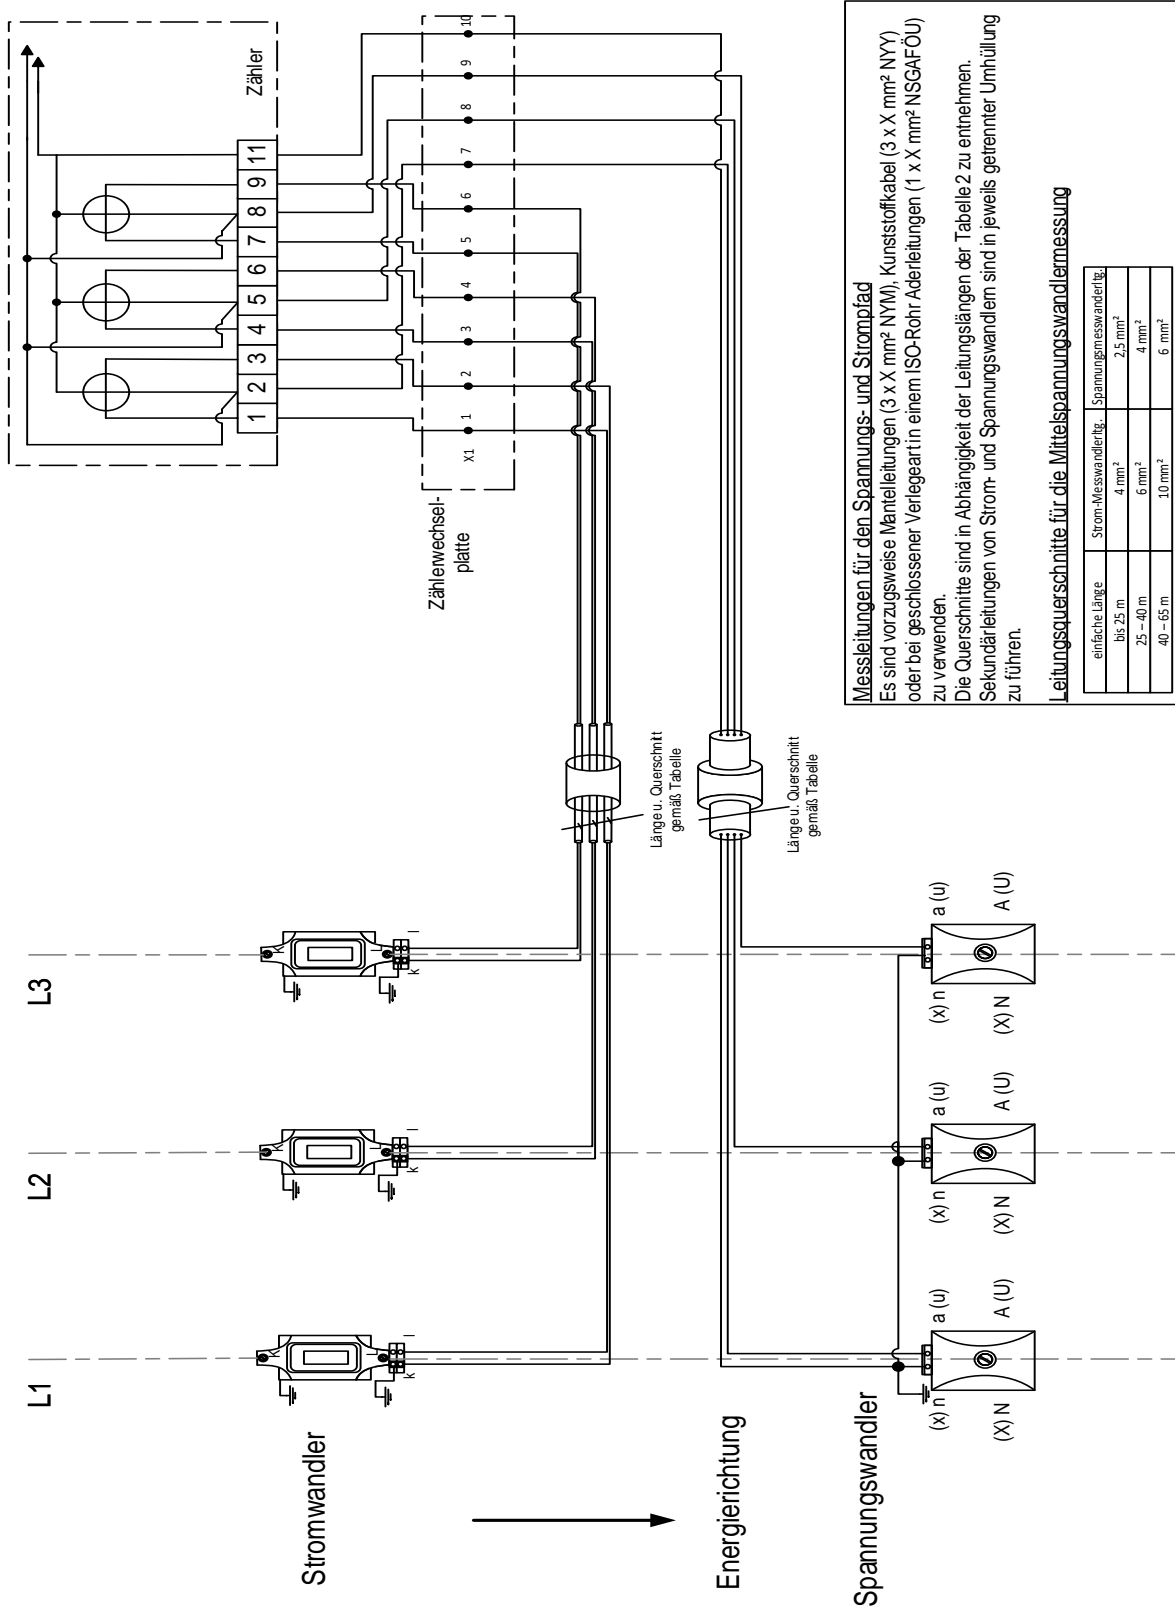 L1
L2
L3
Stromwandler
Energierichtung
Spannungswandler
K
L
k
l
K
L
k
l
K
L
k
l
Zähler
1
2
3
4
5
6
7
8
9
11
Zählerwechsel-
platte
X1
1
2
3
4
5
6
7
8
9
10
Länge u. Querschnitt
gemäß Tabelle
Länge u. Querschnitt
gemäß Tabelle
(x) n
a (u)
(X) N
A (U)
(x) n
a (u)
(X) N
A (U)
(x) n
a (u)
(X) N
A (U)
Messleitungen für den Spannungs- und Strompfad
Es sind vorzugsweise Mantelleitungen (3 x X mm² NYM), Kunststoffkabel (3 x X mm² NYY)
oder bei geschlossener Verlegeart in einem ISO-Rohr Aderleitungen (1 x X mm² NSGAFÖU)
zu verwenden.
Die Querschnitte sind in Abhängigkeit der Leitungslängen der Tabelle 2 zu entnehmen.
Sekundärleitungen von Strom- und Spannungswandlern sind in jeweils getrennter Umhüllung
zu führen.
Leitungsquerschnitte für die Mittelspannungswandlermessung
einfache Länge Strom-Messwandlerltg. Spannungsmesswanderltg.
bis 25 m 4 mm² 2,5 mm²
25 – 40 m 6 mm² 4 mm²
40 – 65 m 10 mm² 6 mm²